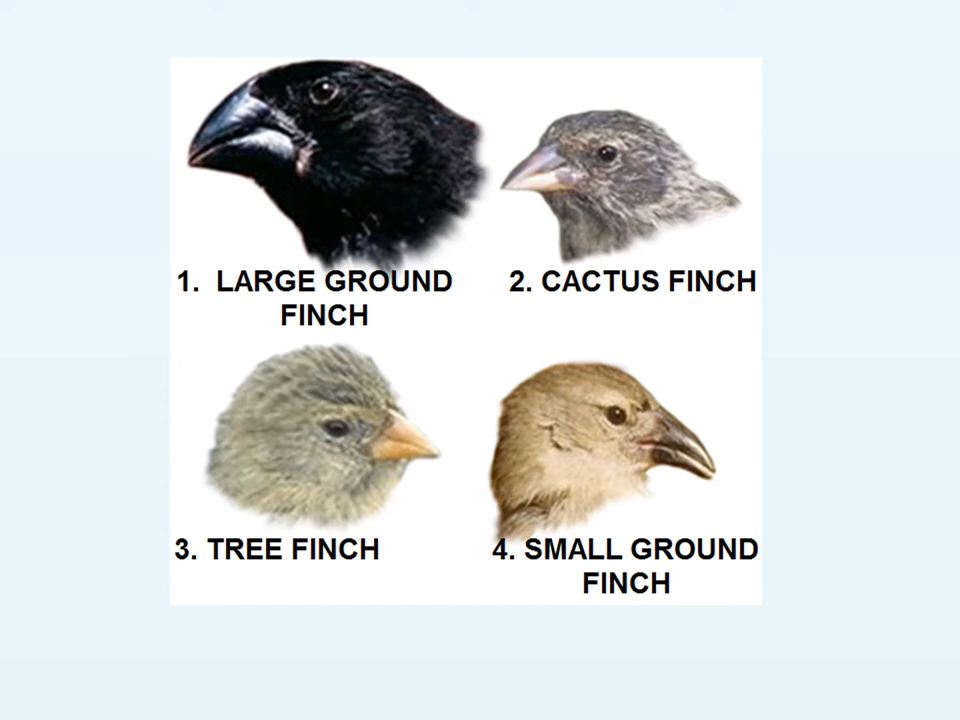 1. LARGE GROUND
FINCH
2. CACTUS FINCH
3. TREE FINCH
4. SMALL GROUND
FINCH